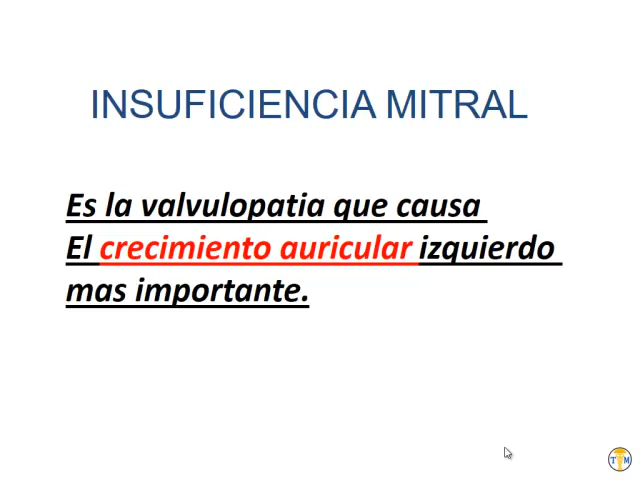 INSUFICIENCIA MITRAL
Es la valvulopatia que causa
El crecimiento auricular izquierdo
mas importante.
T M